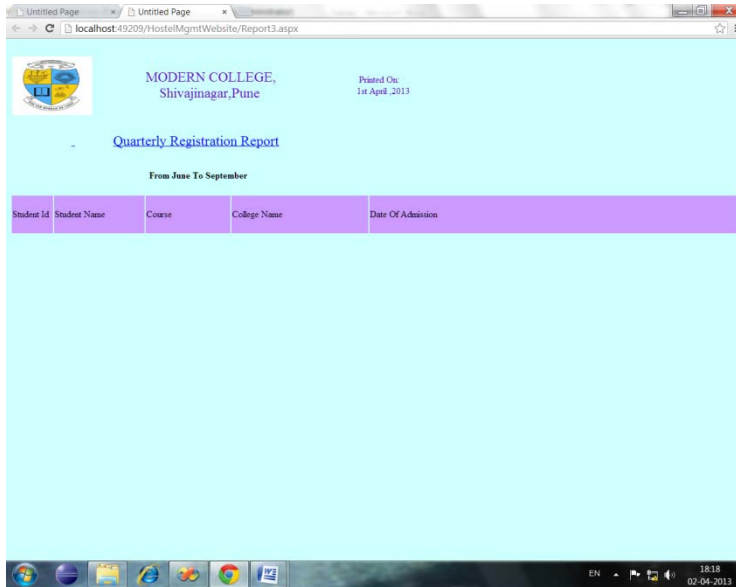 Untitled Page
Untitled Page
localhost:49209/HostelMgmtWebsite/Report3.aspx
MODERN COLLEGE,
Shivajinagar,Pune
Printed On:
1st April ,2013
Quarterly Registration Report
From June To September
Student Id Student Name Course College Name Date Of Admission
EN
18:18
02-04-2013